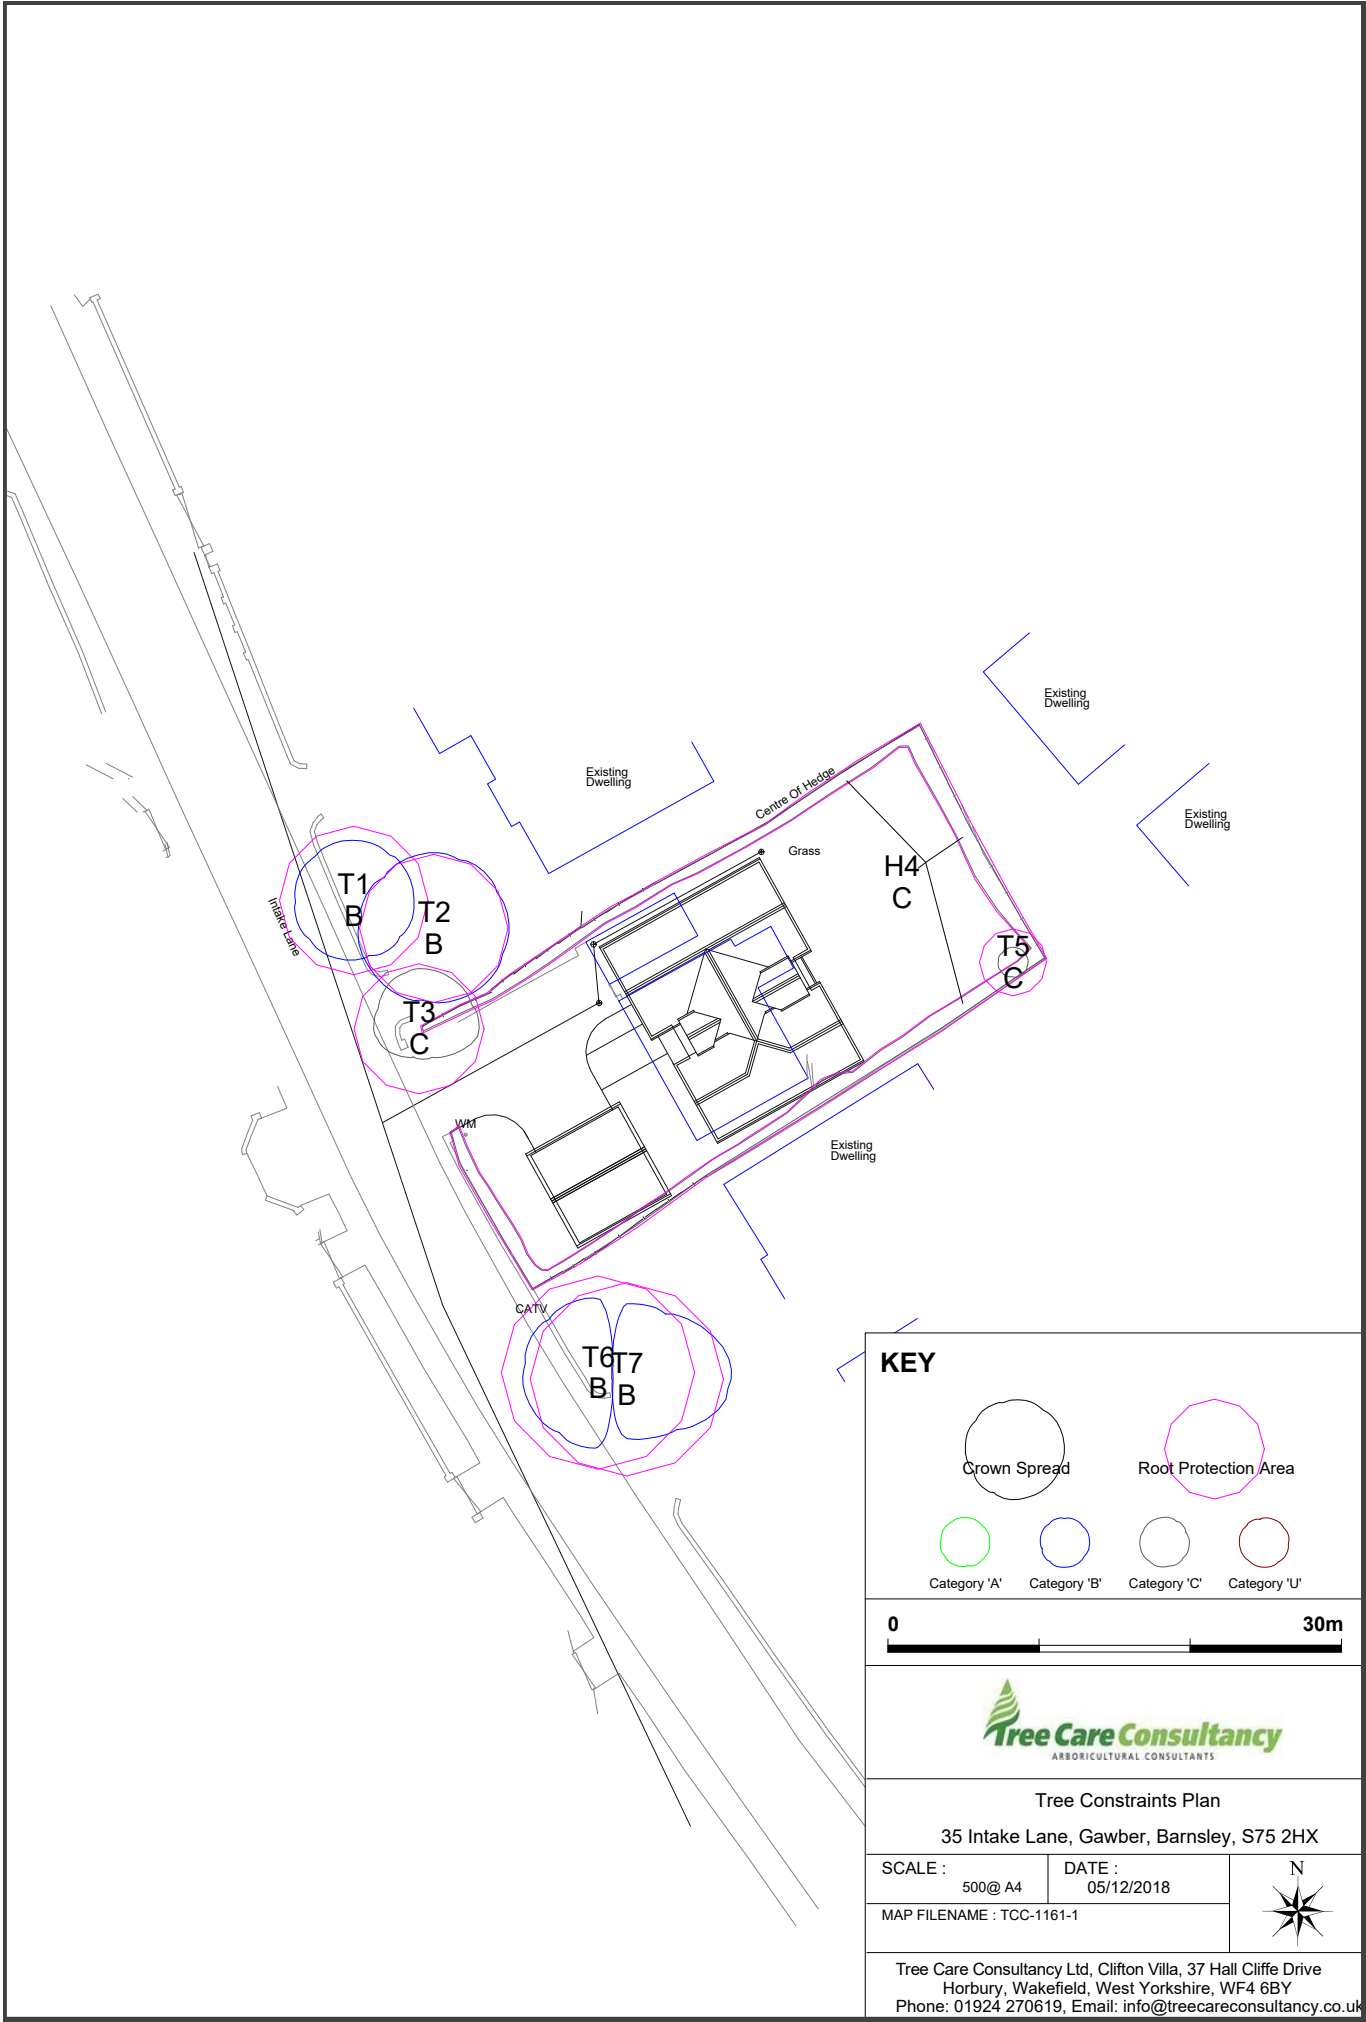 Existing
Dwelling
Existing
Dwelling
Centre Of Hedge
Existing
Dwelling
Grass
H4
C
T1
B
T2
B
Intake Lane
T5
C
T3
C
WM
Existing
Dwelling
CATV
T6
B
T7
B
KEY
Crown Spread
Root Protection Area
Category 'A'
Category 'B'
Category 'C'
Category 'U'
0
30m
Tree Care Consultancy
ARBORICULTURAL CONSULTANTS
Tree Constraints Plan
35 Intake Lane, Gawber, Barnsley, S75 2HX
SCALE :
500@ A4
DATE :
05/12/2018
N
MAP FILENAME : TCC-1161-1
Tree Care Consultancy Ltd, Clifton Villa, 37 Hall Cliffe Drive
Horbury, Wakefield, West Yorkshire, WF4 6BY
Phone: 01924 270619, Email: info@treecareconsultancy.co.uk